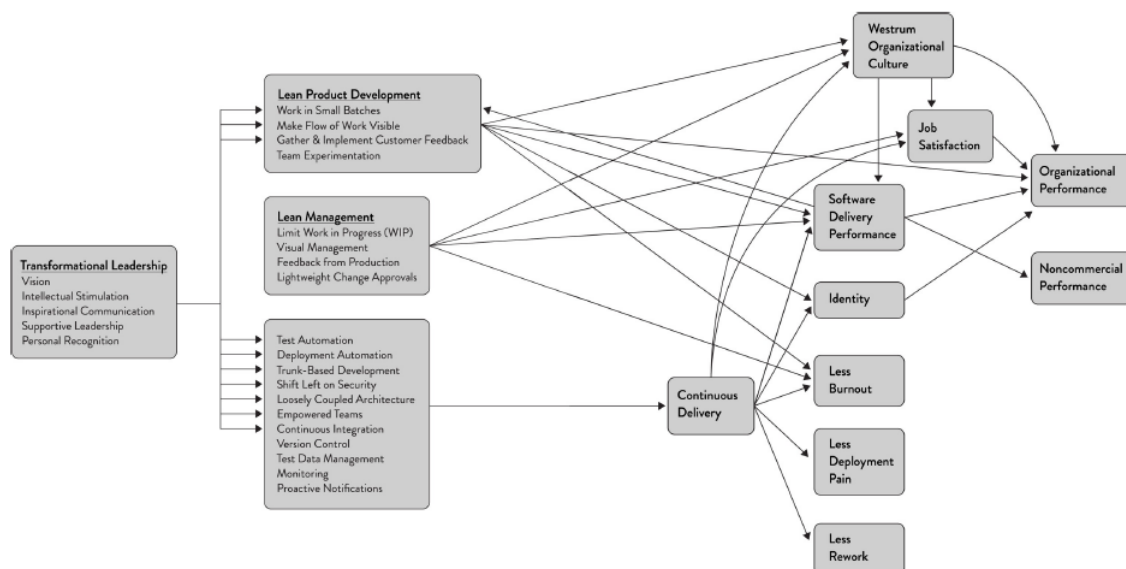 Transformational Leadership
Vision
Intellectual Stimulation
Inspirational Communication
Supportive Leadership
Personal Recognition
Lean Product Development
Work in Small Batches
Make Flow of Work Visible
Gather & Implement Customer Feedback
Team Experimentation
Lean Management
Limit Work in Progress (WIP)
Visual Management
Feedback from Production
Lightweight Change Approvals
Test Automation
Deployment Automation
Trunk-Based Development
Shift Left on Security
Loosely Coupled Architecture
Empowered Teams
Continuous Integration
Version Control
Test Data Management
Monitoring
Proactive Notifications
Continuous
Delivery
Westrum
Organizational
Culture
Job
Satisfaction
Software
Delivery
Performance
Identity
Less
Burnout
Less
Deployment
Pain
Less
Rework
Organizational
Performance
Noncommercial
Performance